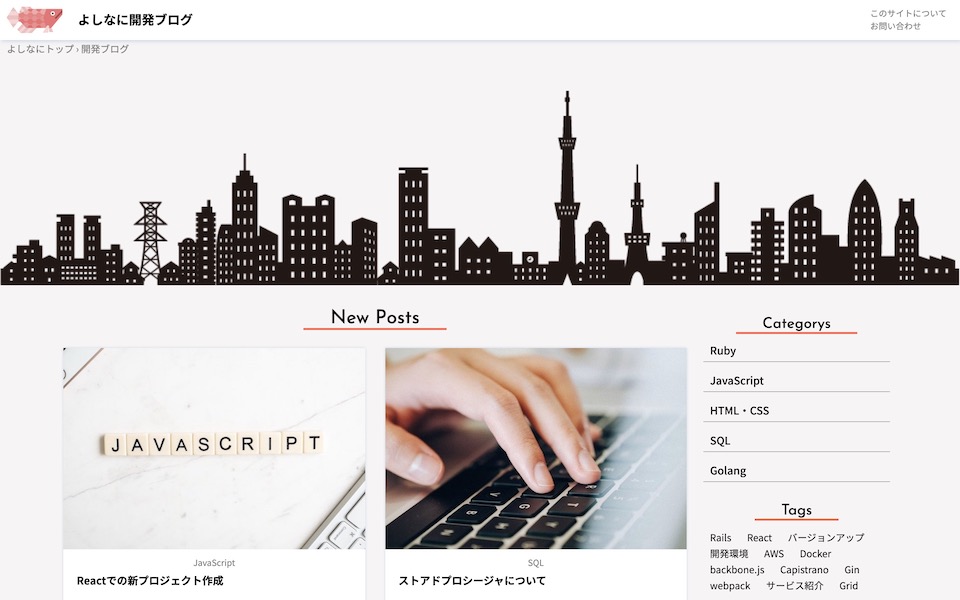 よしなに開発ブログ
このサイトについて
お問い合わせ
よしなにトップ › 開発ブログ
New Posts
JAVASCRIPT
JavaScript
Reactでの新プロジェクト作成
SQL
ストアドプロシージャについて
Categorys
Ruby
JavaScript
HTML・CSS
SQL
Golang
Tags
Rails React バージョンアップ
開発環境 AWS Docker
backbone.js Capistrano Gin
webpack サービス紹介 Grid